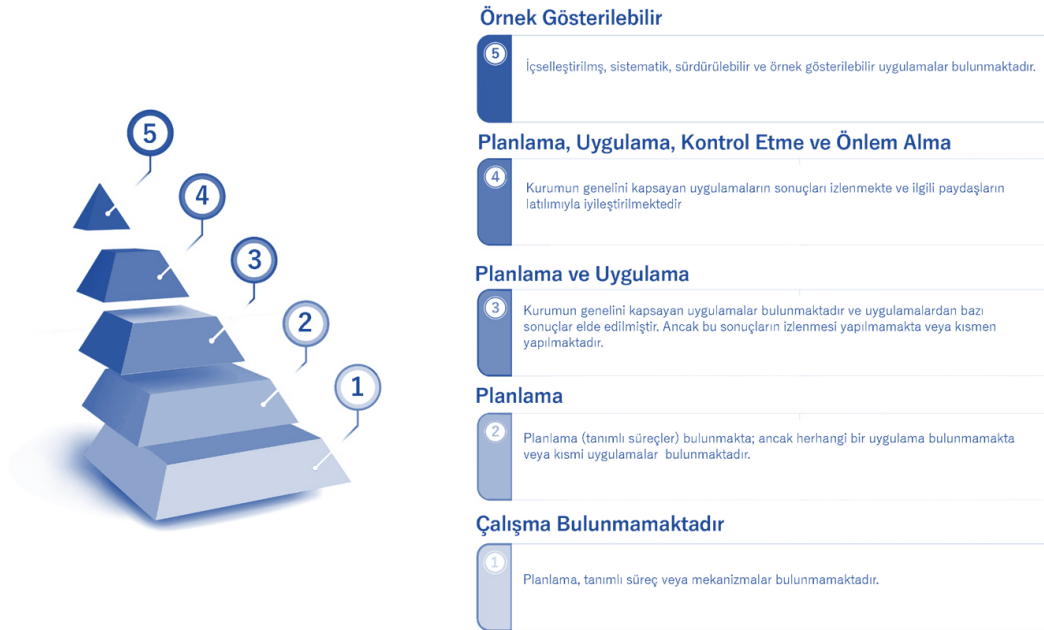 Örnek Gösterilebilir
5
İçselleştirilmş, sistematik, sürdürülebilir ve örnek gösterilebilir uygulamalar bulunmaktadır.
Planlama, Uygulama, Kontrol Etme ve Önlem Alma
4
Kurumun genelini kapsayan uygulamaların sonuçları izlenmekte ve ilgili paydaşların
latılımıyla iyileştirilmektedir
Planlama ve Uygulama
3
Kurumun genelini kapsayan uygulamalar bulunmaktadır ve uygulamalardan bazı
sonuçlar elde edilmiştir. Ancak bu sonuçların izlenmesi yapılmamakta veya kısmen
yapılmaktadır.
Planlama
2
Planlama (tanımlı süreçler) bulunmakta; ancak herhangi bir uygulama bulunmamakta
veya kısmi uygulamalar bulunmaktadır.
Çalışma Bulunmamaktadır
1
Planlama, tanımlı süreç veya mekanizmalar bulunmamaktadır.
5
4
3
2
1